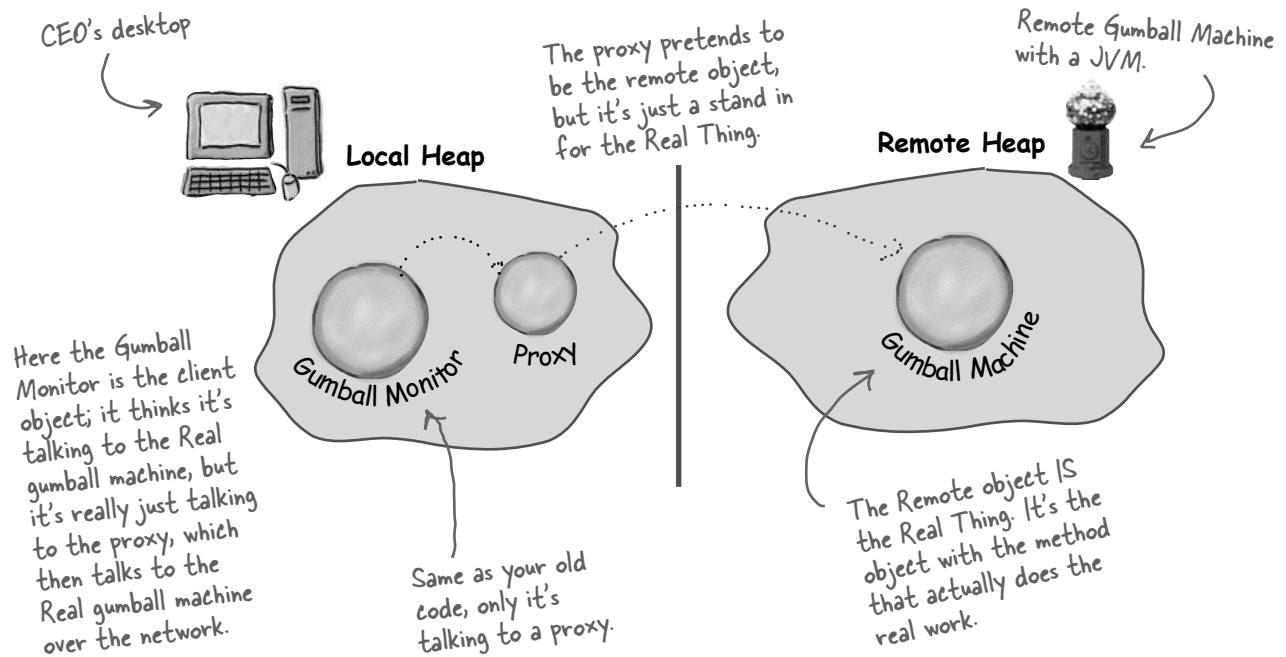 CEO's desktop
The proxy pretends to
be the remote object,
but it's just a stand in
for the Real Thing.
Remote Gumball Machine
with a JVM.
Local Heap
Remote Heap
Gumball Monitor
Proxy
Gumball Machine
Here the Gumball
Monitor is the client
object; it thinks it's
talking to the Real
gumball machine, but
it's really just talking
to the proxy, which
then talks to the
Real gumball machine
over the network.
Same as your old
code, only it's
talking to a proxy.
The Remote object IS
the Real Thing. It's the
object with the method
that actually does the
real work.